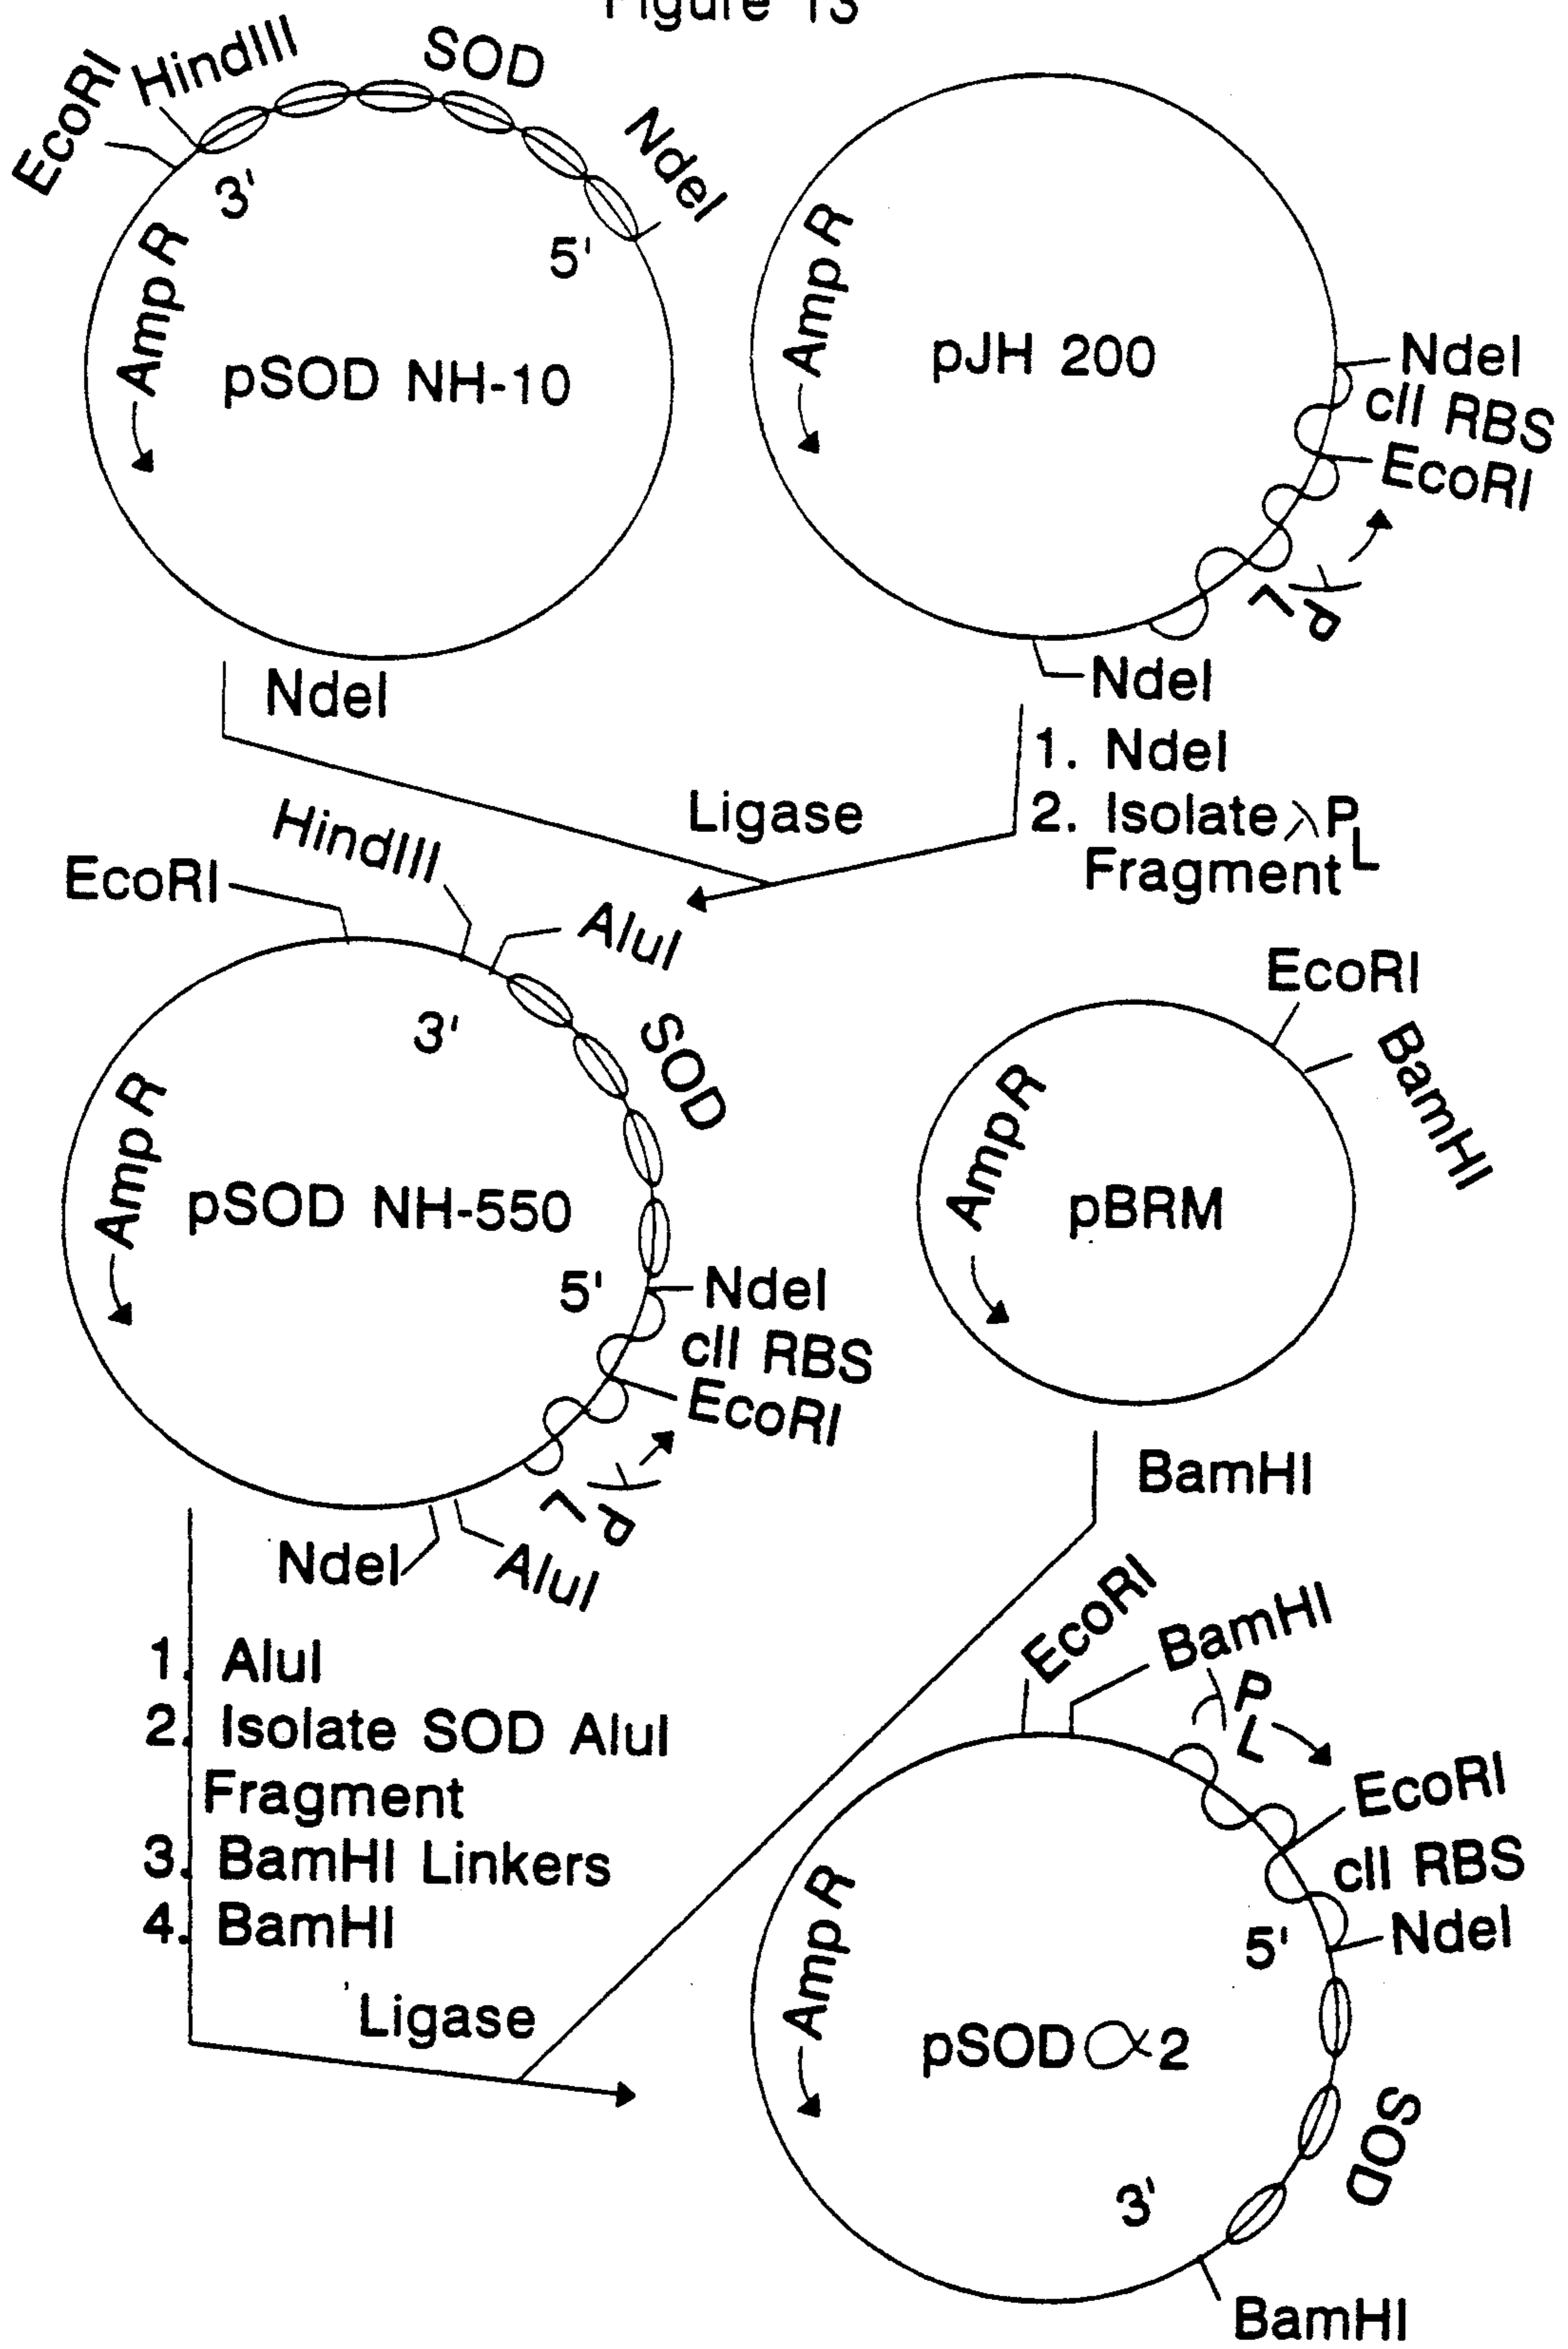 Figure 13
EcoRI
HindIII
SOD
NdeI
3'
5'
AmpR
pSOD NH-10
AmpR
pJH 200
NdeI
cII RBS
EcoRI
λPL
NdeI
NdeI
1. NdeI
2. Isolate λPL
Fragment
Ligase
EcoRI
HindIII
AluI
3'
SOD
AmpR
pSOD NH-550
5'
NdeI
cII RBS
EcoRI
λPL
NdeI
AluI
EcoRI
BamHI
AmpR
pBRM
BamHI
1. AluI
2. Isolate SOD AluI
Fragment
3. BamHI Linkers
4. BamHI
Ligase
EcoRI
BamHI
λPL
EcoRI
cII RBS
NdeI
5'
AmpR
pSODα2
SOD
3'
BamHI